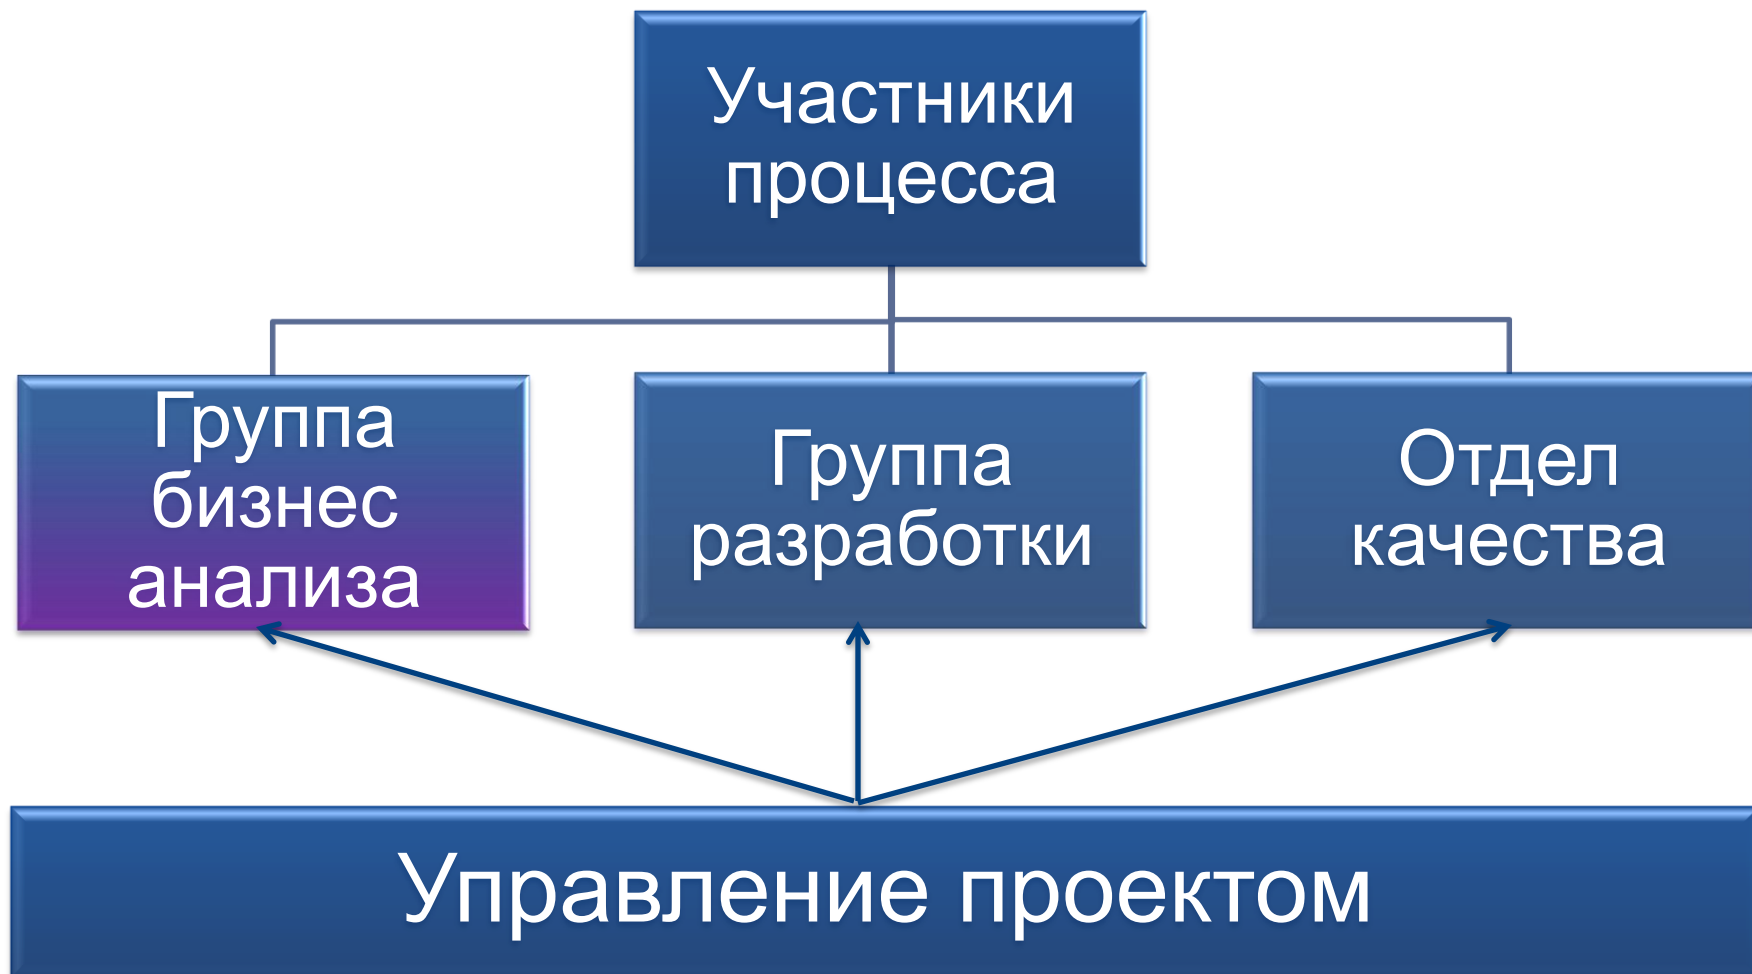 Участники
процесса
Группа
бизнес
анализа
Группа
разработки
Отдел
качества
Управление проектом